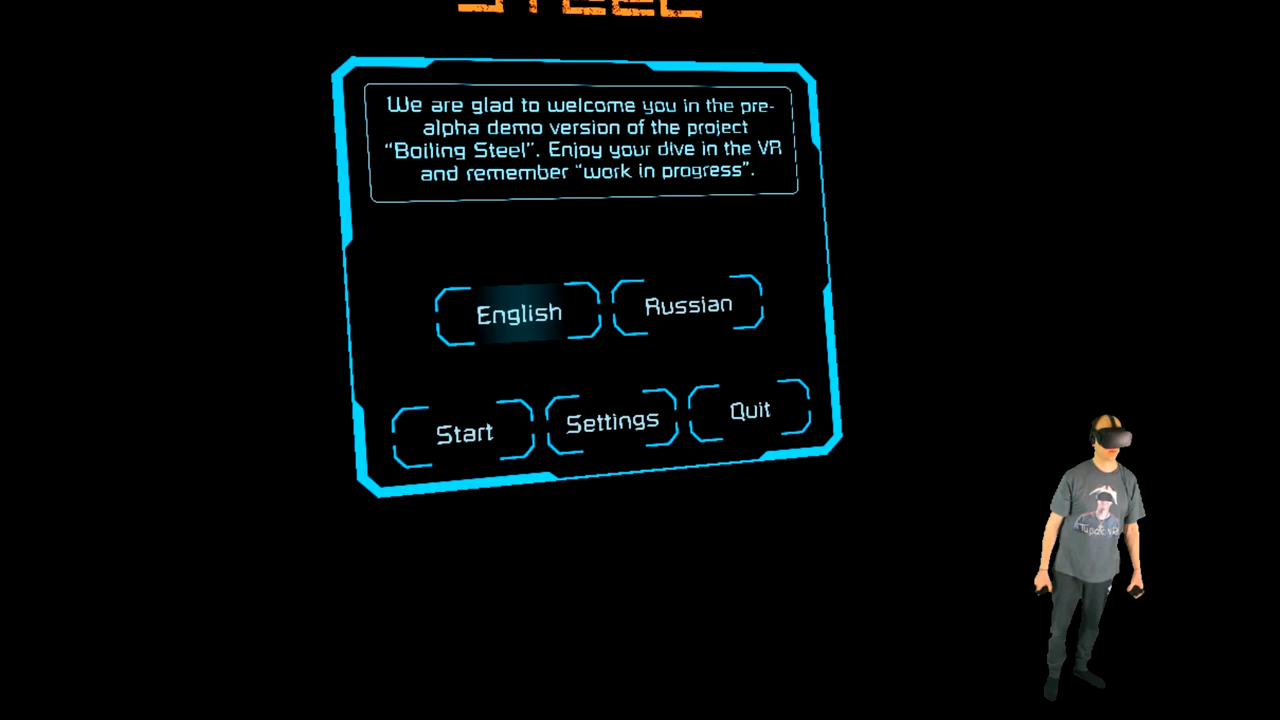 STEEL
We are glad to welcome you in the pre-
alpha demo version of the project
“Boiling Steel”. Enjoy your dive in the VR
and remember “work in progress”.
English
Russian
Start
Settings
Quit